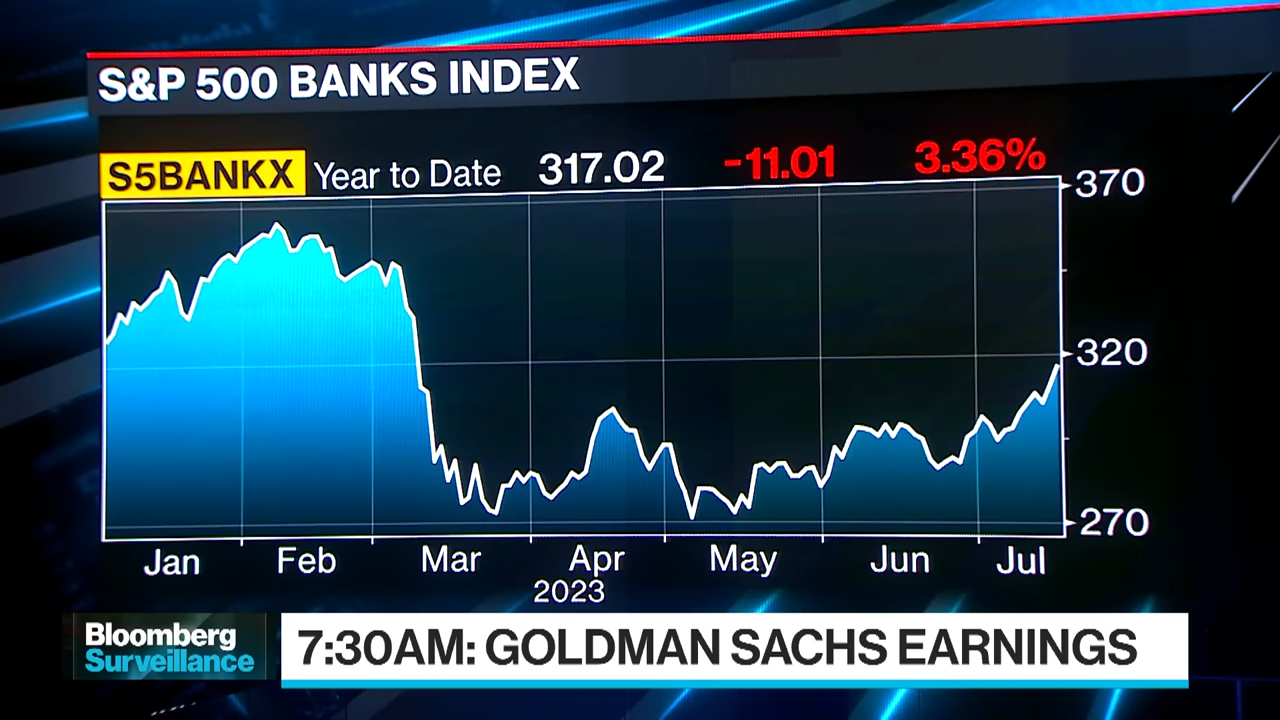 S&P 500 BANKS INDEX
S5BANKX Year to Date 317.02 -11.01 3.36%
370
320
270
Jan Feb Mar Apr May Jun Jul
2023
Bloomberg
Surveillance
7:30AM: GOLDMAN SACHS EARNINGS